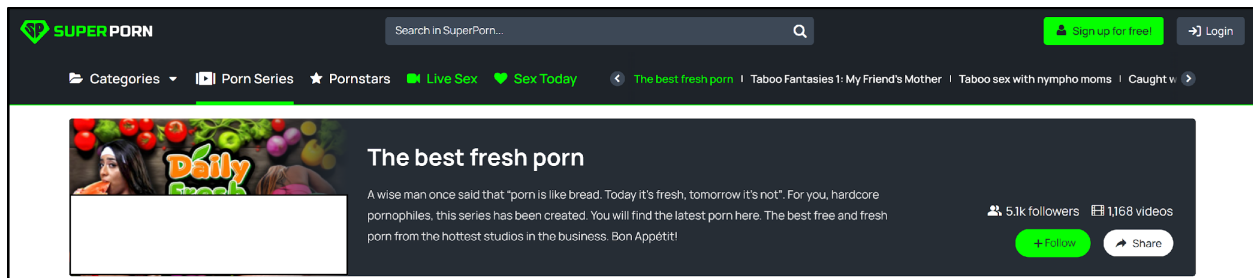 SUPERPORN
Search in SuperPorn...
Sign up for free!
Login
Categories
Porn Series
Pornstars
Live Sex
Sex Today
The best fresh porn | Taboo Fantasies 1: My Friend's Mother | Taboo sex with nympho moms | Caught w
Daily
Fresh
The best fresh porn
A wise man once said that “porn is like bread. Today it's fresh, tomorrow it's not”. For you, hardcore
pornophiles, this series has been created. You will find the latest porn here. The best free and fresh
porn from the hottest studios in the business. Bon Appétit!
5.1k followers
1,168 videos
+Follow
Share